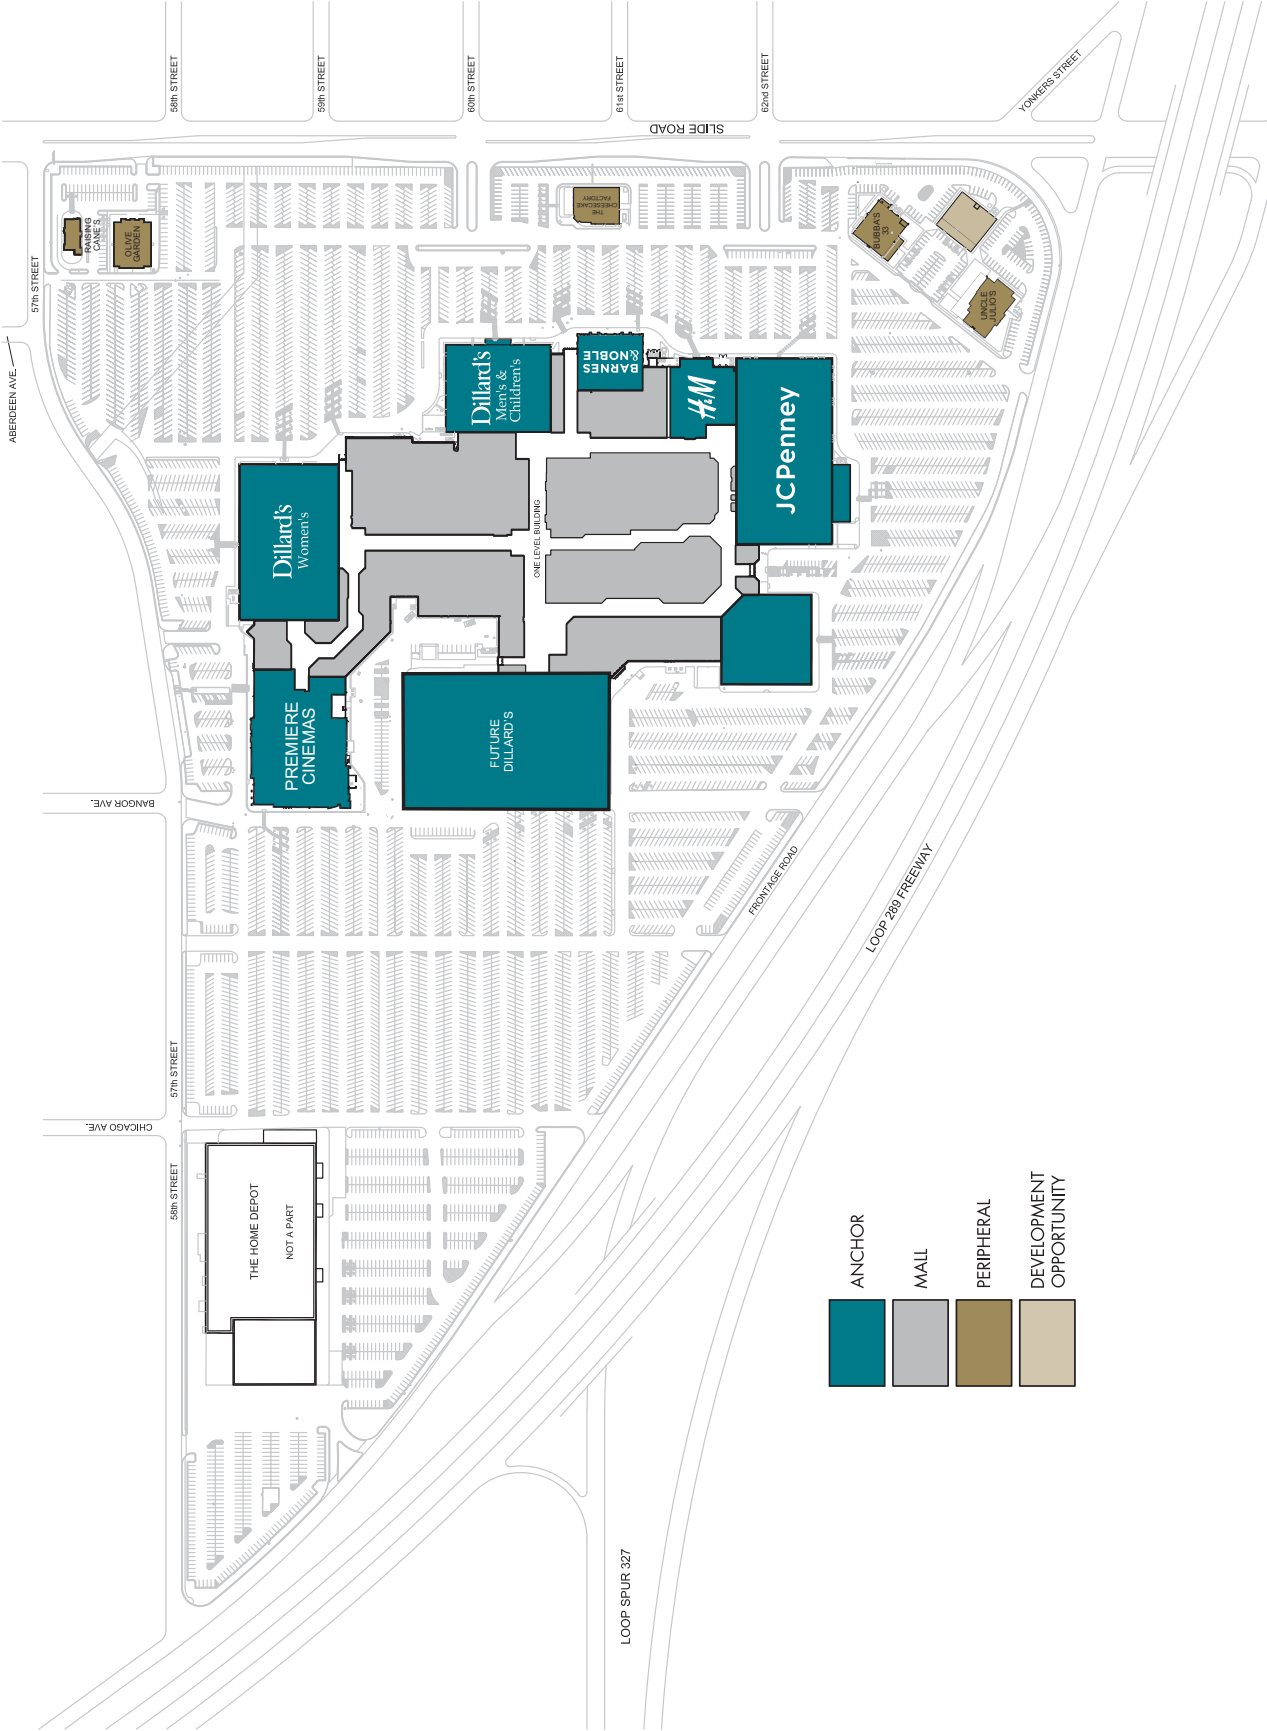 58th STREET
59th STREET
60th STREET
61st STREET
62nd STREET
YONKERS STREET
SLIDE ROAD
57th STREET
ABERDEEN AVE.
RAISING
CANE'S
OLIVE
GARDEN
THE
CHEESECAKE
FACTORY
BUBBA'S
33
UNCLE
JULIO'S
Dillard's
Men's &
Children's
BARNES
&NOBLE
H&M
JCPenney
Dillard's
Women's
ONE LEVEL BUILDING
PREMIERE
CINEMAS
FUTURE
DILLARD'S
BANGOR AVE.
FRONTAGE ROAD
LOOP 289 FREEWAY
57th STREET
CHICAGO AVE.
58th STREET
THE HOME DEPOT
NOT A PART
LOOP SPUR 327
ANCHOR
MALL
PERIPHERAL
DEVELOPMENT
OPPORTUNITY